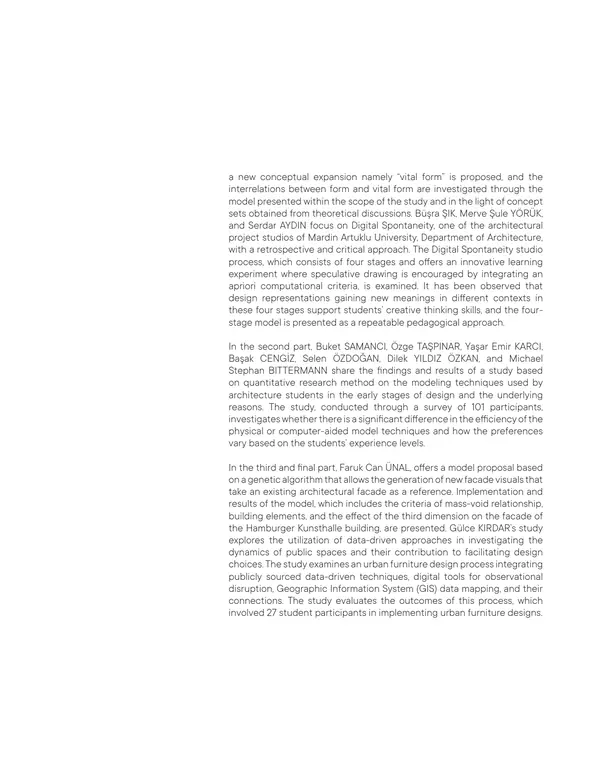 a new conceptual expansion namely “vital form” is proposed, and the
interrelations between form and vital form are investigated through the
model presented within the scope of the study and in the light of concept
sets obtained from theoretical discussions. Büşra ŞIK, Merve Şule YÖRÜK,
and Serdar AYDIN focus on Digital Spontaneity, one of the architectural
project studios of Mardin Artuklu University, Department of Architecture,
with a retrospective and critical approach. The Digital Spontaneity studio
process, which consists of four stages and offers an innovative learning
experiment where speculative drawing is encouraged by integrating an
apriori computational criteria, is examined. It has been observed that
design representations gaining new meanings in different contexts in
these four stages support students’ creative thinking skills, and the four-
stage model is presented as a repeatable pedagogical approach.

In the second part, Buket SAMANCI, Özge TAŞPINAR, Yaşar Emir KARCI,
Başak CENGİZ, Selen ÖZDOĞAN, Dilek YILDIZ ÖZKAN, and Michael
Stephan BITTERMANN share the findings and results of a study based
on quantitative research method on the modeling techniques used by
architecture students in the early stages of design and the underlying
reasons. The study, conducted through a survey of 101 participants,
investigates whether there is a significant difference in the efficiency of the
physical or computer-aided model techniques and how the preferences
vary based on the students’ experience levels.

In the third and final part, Faruk Can ÜNAL, offers a model proposal based
on a genetic algorithm that allows the generation of new facade visuals that
take an existing architectural facade as a reference. Implementation and
results of the model, which includes the criteria of mass-void relationship,
building elements, and the effect of the third dimension on the facade of
the Hamburger Kunsthalle building, are presented. Gülce KIRDAR’s study
explores the utilization of data-driven approaches in investigating the
dynamics of public spaces and their contribution to facilitating design
choices. The study examines an urban furniture design process integrating
publicly sourced data-driven techniques, digital tools for observational
disruption, Geographic Information System (GIS) data mapping, and their
connections. The study evaluates the outcomes of this process, which
involved 27 student participants in implementing urban furniture designs.